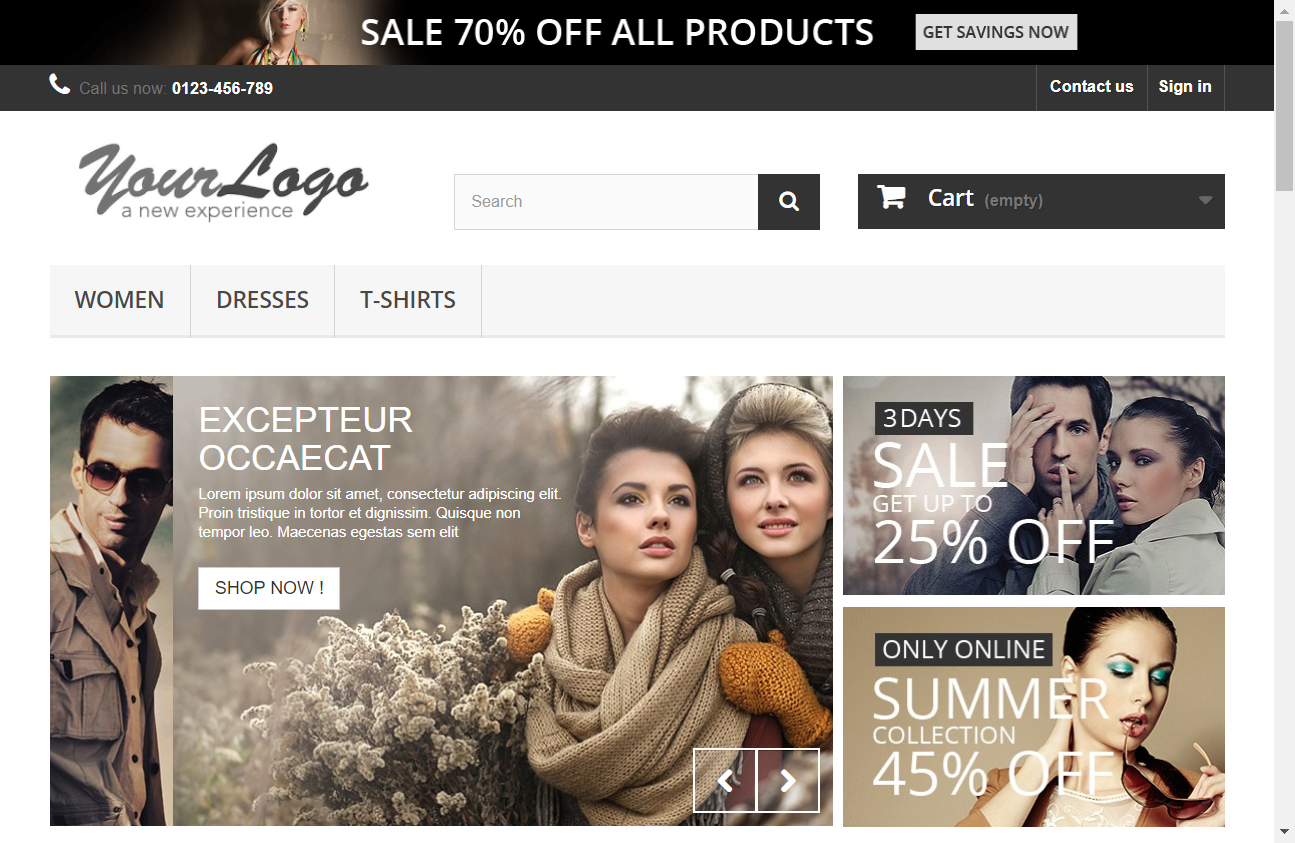 SALE 70% OFF ALL PRODUCTS
GET SAVINGS NOW
Call us now: 0123-456-789
Contact us
Sign in
Your Logo
a new experience
Search
Cart (empty)
WOMEN
DRESSES
T-SHIRTS
EXCEPTEUR
OCCAECAT
Lorem ipsum dolor sit amet, consectetur adipiscing elit.
Proin tristique in tortor et dignissim. Quisque non
tempor leo. Maecenas egestas sem elit
SHOP NOW !
3 DAYS
SALE
GET UP TO
25% OFF
ONLY ONLINE
SUMMER
COLLECTION
45% OFF